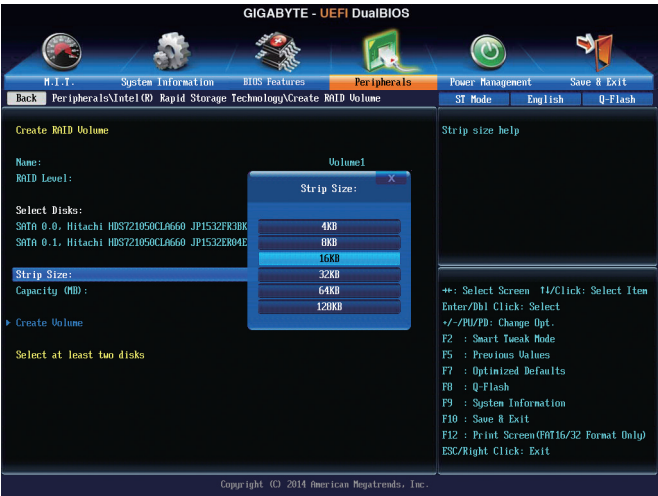 GIGABYTE - UEFI DualBIOS
M.I.T. System Information BIOS Features Peripherals Power Management Save & Exit
Back Peripherals\Intel(R) Rapid Storage Technology\Create RAID Volume ST Mode English Q-Flash
Create RAID Volume
Name: Volume1
RAID Level:
Select Disks:
SATA 0.0, Hitachi HDS721050CLA660 JP1532FR3BK
SATA 0.1, Hitachi HDS721050CLA660 JP1532ER04E
Strip Size:
Capacity (MB):
Create Volume
Select at least two disks
X
Strip Size:
4KB
8KB
16KB
32KB
64KB
128KB
Strip size help
→←: Select Screen ↑↓/Click: Select Item
Enter/Dbl Click: Select
+/-/PU/PD: Change Opt.
F2 : Smart Tweak Mode
F5 : Previous Values
F7 : Optimized Defaults
F8 : Q-Flash
F9 : System Information
F10 : Save & Exit
F12 : Print Screen(FAT16/32 Format Only)
ESC/Right Click: Exit
Copyright (C) 2014 American Megatrends, Inc.